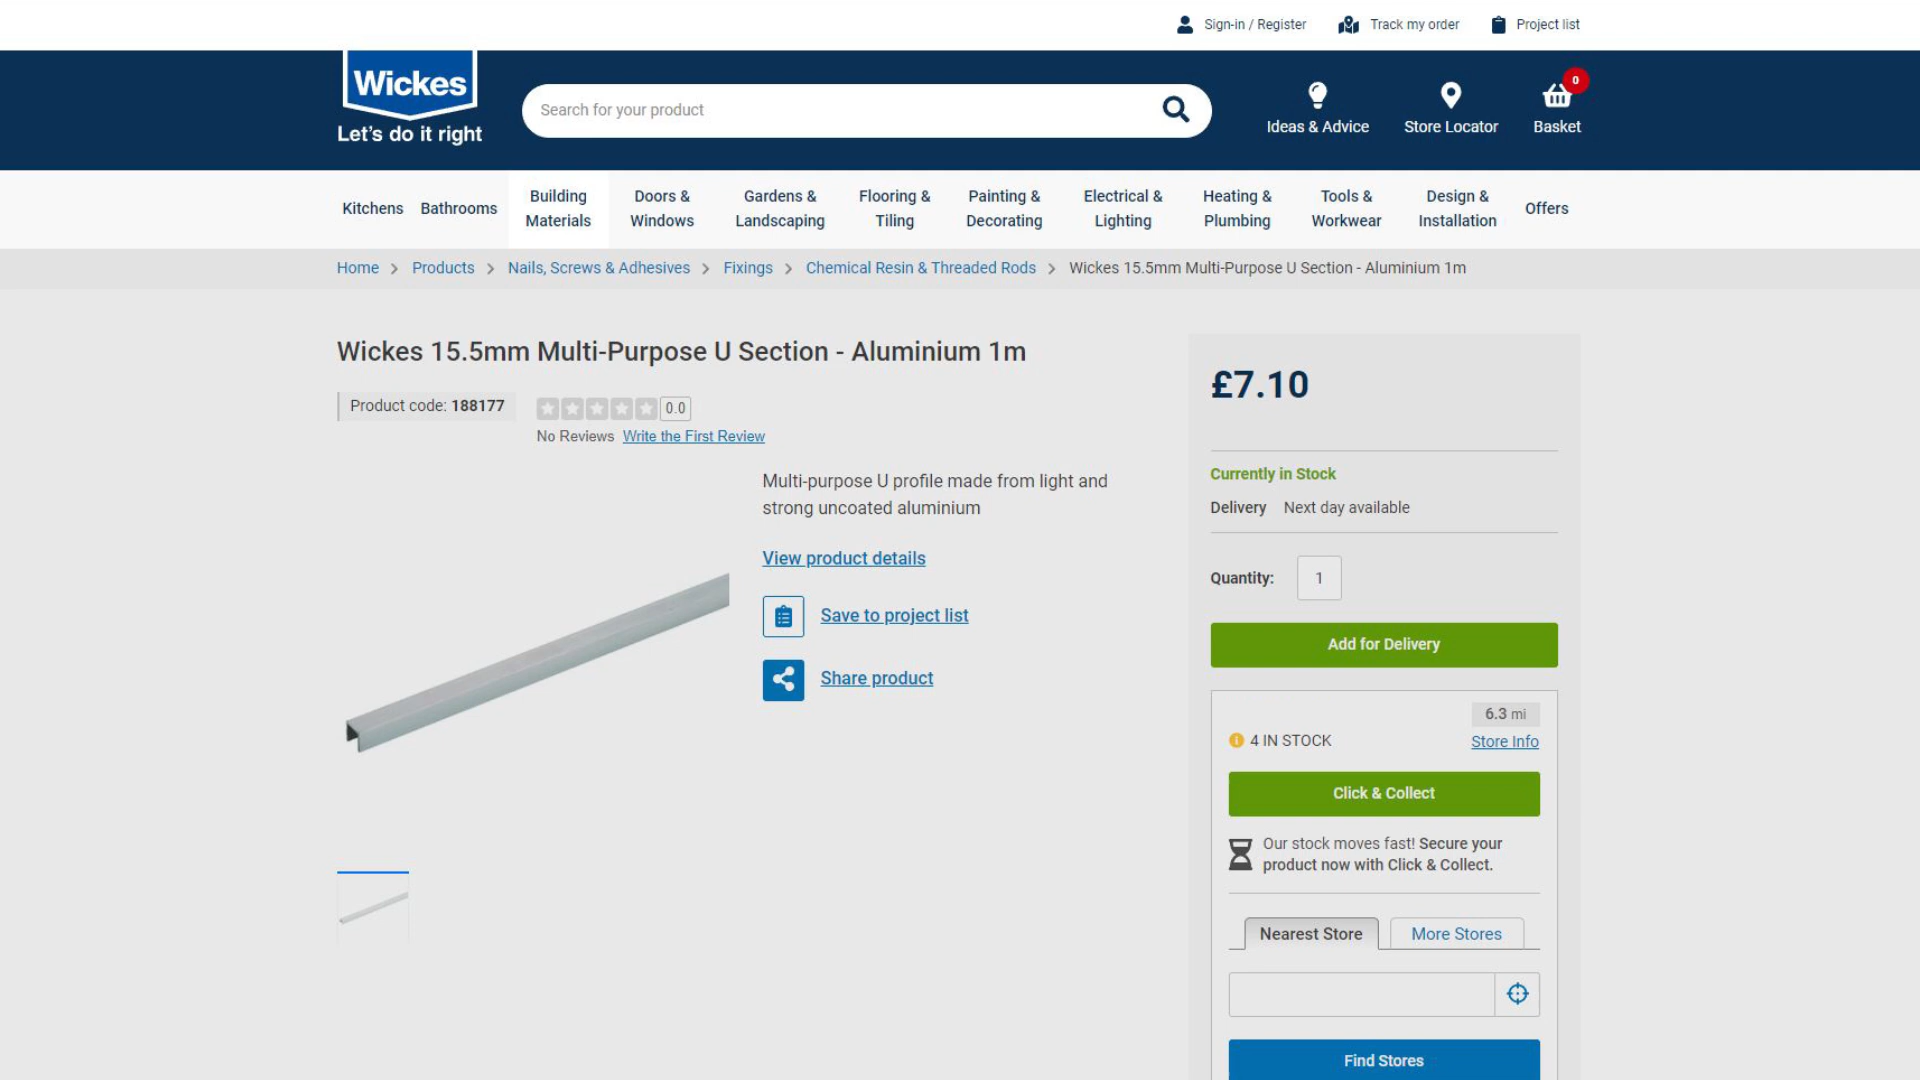 Sign-in / Register
Track my order
Project list
Wickes
Let's do it right
Search for your product
Ideas & Advice
Store Locator
0
Basket
Kitchens
Bathrooms
Building
Materials
Doors &
Windows
Gardens &
Landscaping
Flooring &
Tiling
Painting &
Decorating
Electrical &
Lighting
Heating &
Plumbing
Tools &
Workwear
Design &
Installation
Offers
Home > Products > Nails, Screws & Adhesives > Fixings > Chemical Resin & Threaded Rods > Wickes 15.5mm Multi-Purpose U Section - Aluminium 1m
Wickes 15.5mm Multi-Purpose U Section - Aluminium 1m
Product code: 188177
0.0
No Reviews Write the First Review
Multi-purpose U profile made from light and
strong uncoated aluminium
View product details
Save to project list
Share product
£7.10
Currently in Stock
Delivery Next day available
Quantity: 1
Add for Delivery
6.3 mi
4 IN STOCK
Store Info
Click & Collect
Our stock moves fast! Secure your
product now with Click & Collect.
Nearest Store
More Stores
Find Stores